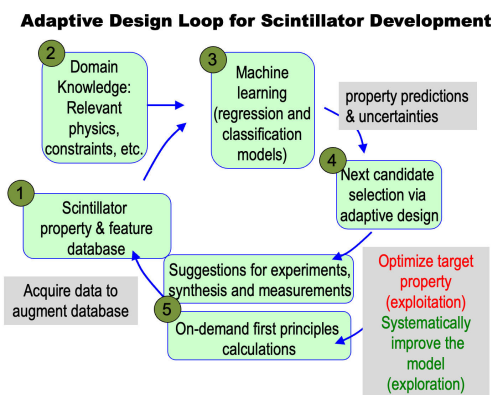 Adaptive Design Loop for Scintillator Development
2
Domain
Knowledge:
Relevant
physics,
constraints, etc.
3
Machine
learning
(regression and
classification
models)
property predictions
& uncertainties
4
Next candidate
selection via
adaptive design
1
Scintillator
property & feature
database
Suggestions for experiments,
synthesis and measurements
5
On-demand first principles
calculations
Acquire data to
augment database
Optimize target
property
(exploitation)
Systematically
improve the
model
(exploration)